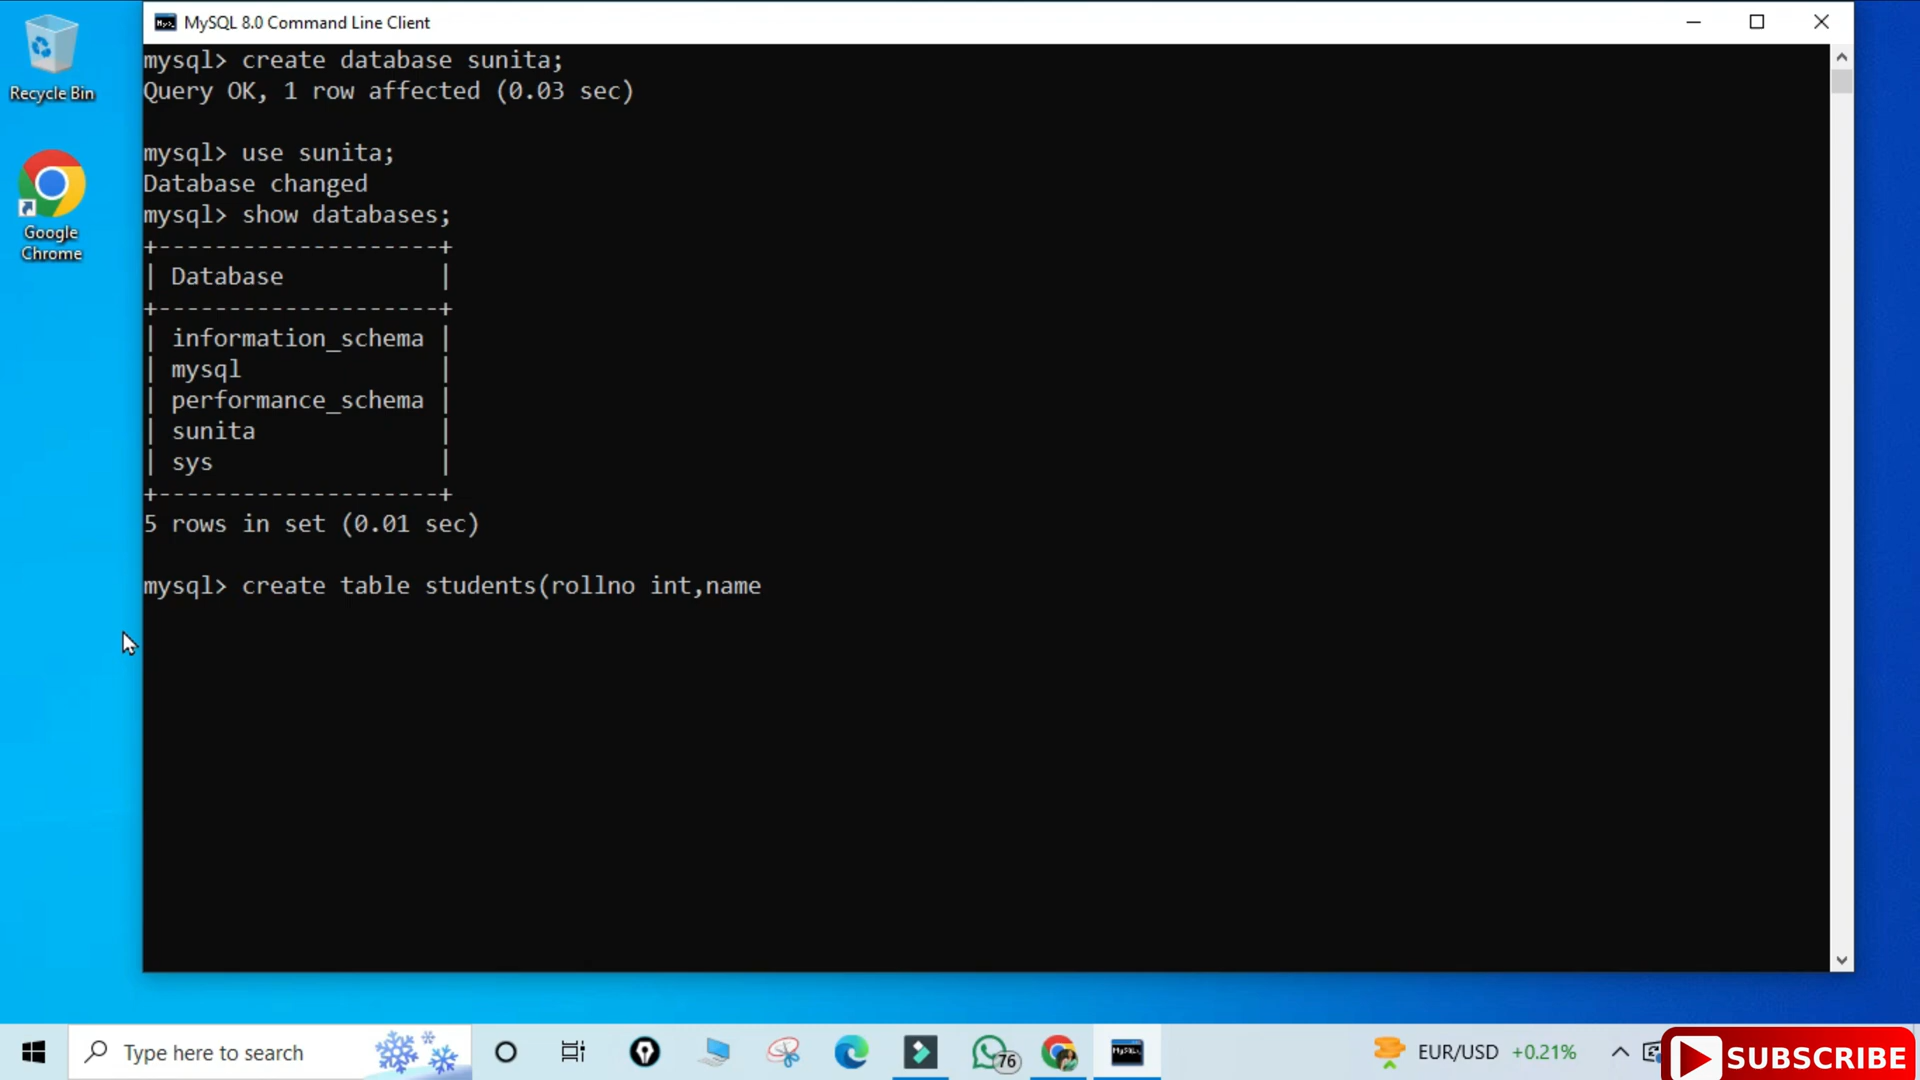 MySQL 8.0 Command Line Client
mysql> create database sunita;
Query OK, 1 row affected (0.03 sec)
mysql> use sunita;
Database changed
mysql> show databases;
+--------------------+
| Database           |
+--------------------+
| information_schema |
| mysql              |
| performance_schema |
| sunita             |
| sys                |
+--------------------+
5 rows in set (0.01 sec)
mysql> create table students(rollno int,name
Recycle Bin
Google
Chrome
Type here to search
76
MySQL
EUR/USD +0.21%
SUBSCRIBE